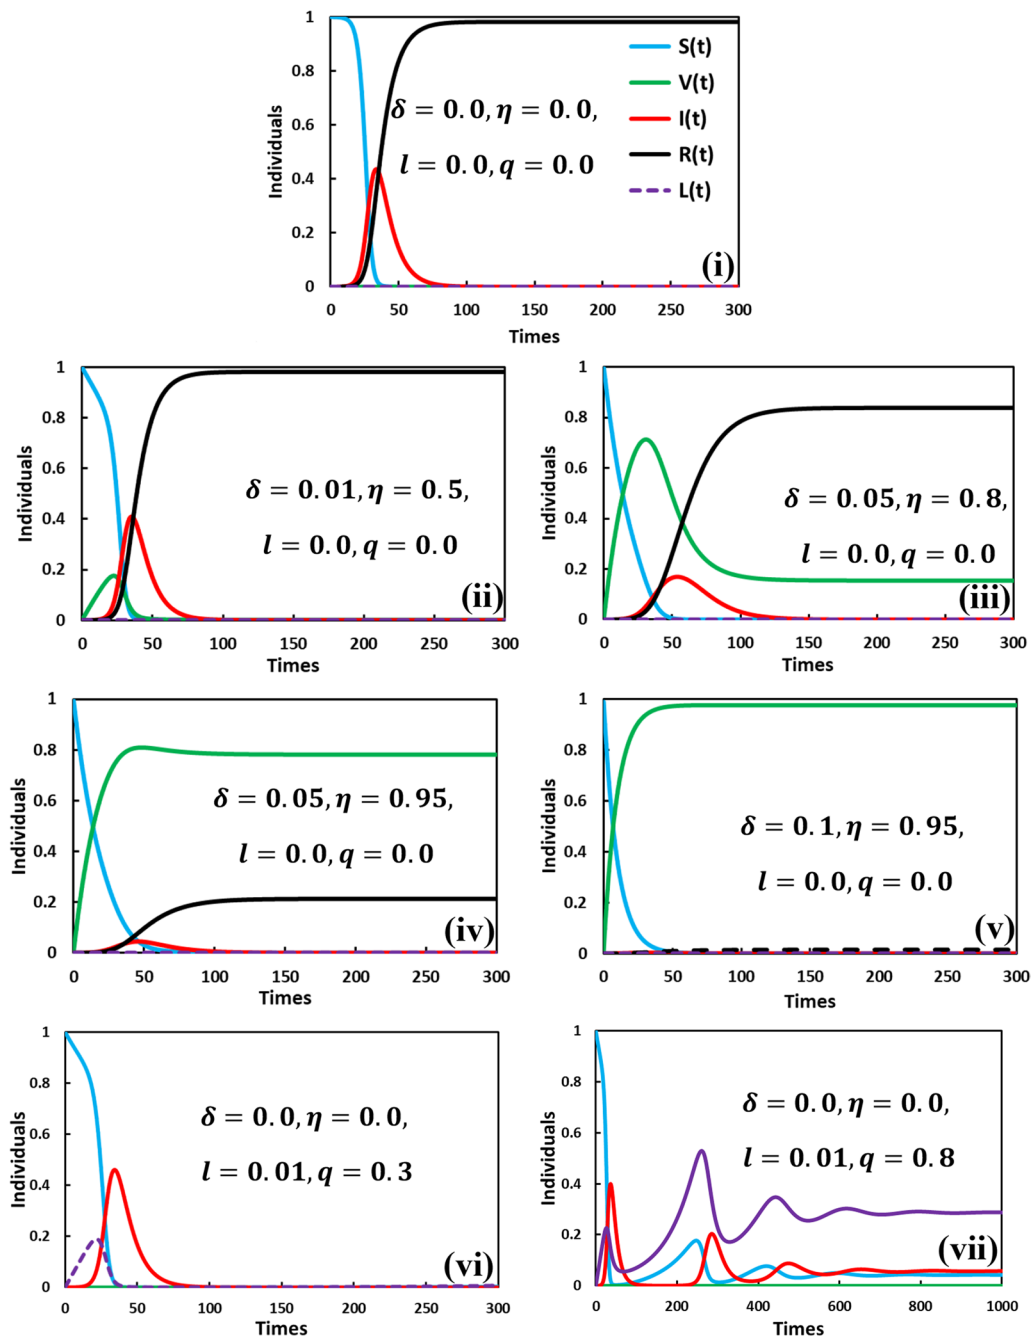 1
0.8
0.6
0.4
0.2
0
Individuals
S(t)
V(t)
I(t)
R(t)
L(t)
δ = 0.0, η = 0.0,
l = 0.0, q = 0.0
(i)
0 50 100 150 200 250 300
Times
1
0.8
0.6
0.4
0.2
0
Individuals
δ = 0.01, η = 0.5,
l = 0.0, q = 0.0
(ii)
0 50 100 150 200 250 300
Times
1
0.8
0.6
0.4
0.2
0
Individuals
δ = 0.05, η = 0.8,
l = 0.0, q = 0.0
(iii)
0 50 100 150 200 250 300
Times
1
0.8
0.6
0.4
0.2
0
Individuals
δ = 0.05, η = 0.95,
l = 0.0, q = 0.0
(iv)
0 50 100 150 200 250 300
Times
1
0.8
0.6
0.4
0.2
0
Individuals
δ = 0.1, η = 0.95,
l = 0.0, q = 0.0
(v)
0 50 100 150 200 250 300
Times
1
0.8
0.6
0.4
0.2
0
Individuals
δ = 0.0, η = 0.0,
l = 0.01, q = 0.3
(vi)
0 50 100 150 200 250 300
Times
1
0.8
0.6
0.4
0.2
0
Individuals
δ = 0.0, η = 0.0,
l = 0.01, q = 0.8
(vii)
0 200 400 600 800 1000
Times